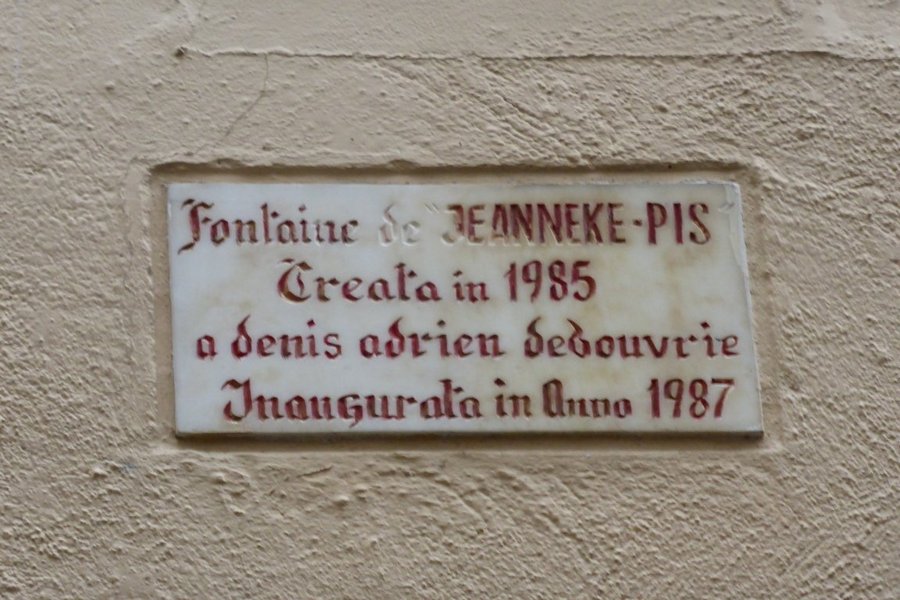 Fontaine de "JEANNEKE-PIS"
Creata in 1985
a denis adrien debouvrie
Inaugurata in Anno 1987